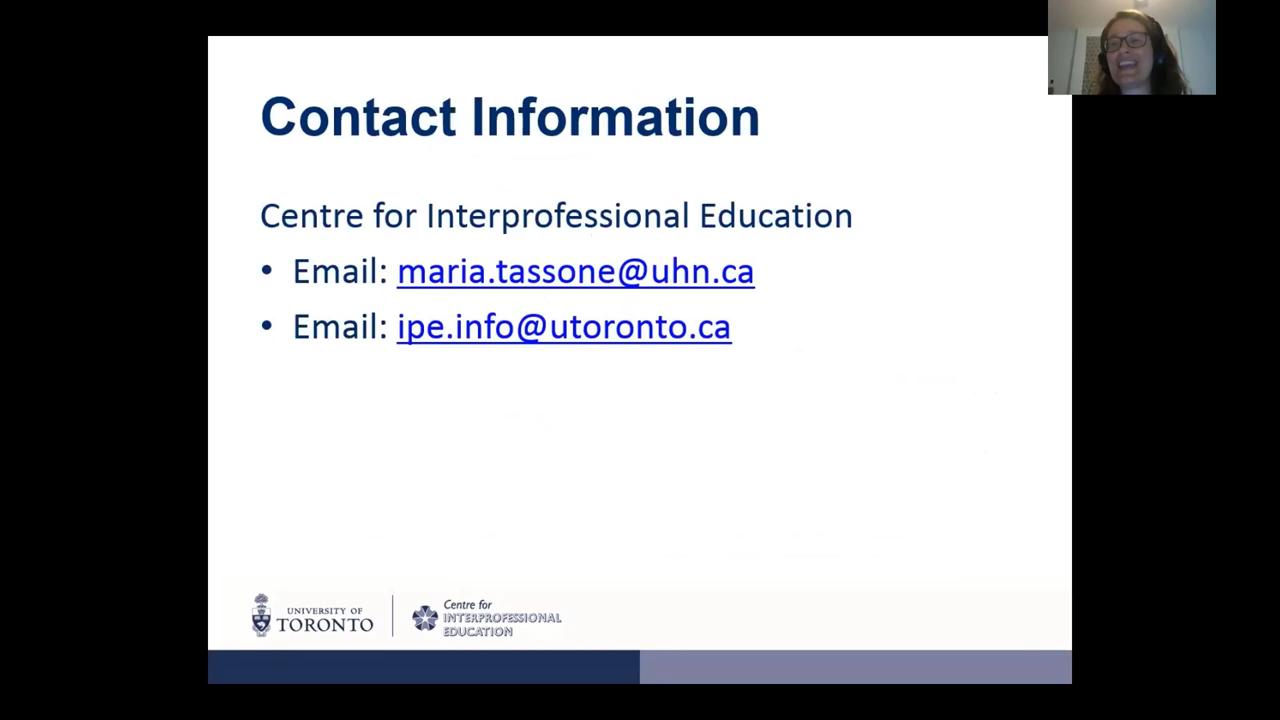 Contact Information
Centre for Interprofessional Education
• Email: maria.tassone@uhn.ca
• Email: ipe.info@utoronto.ca
UNIVERSITY OF
TORONTO
Centre for
INTERPROFESSIONAL
EDUCATION